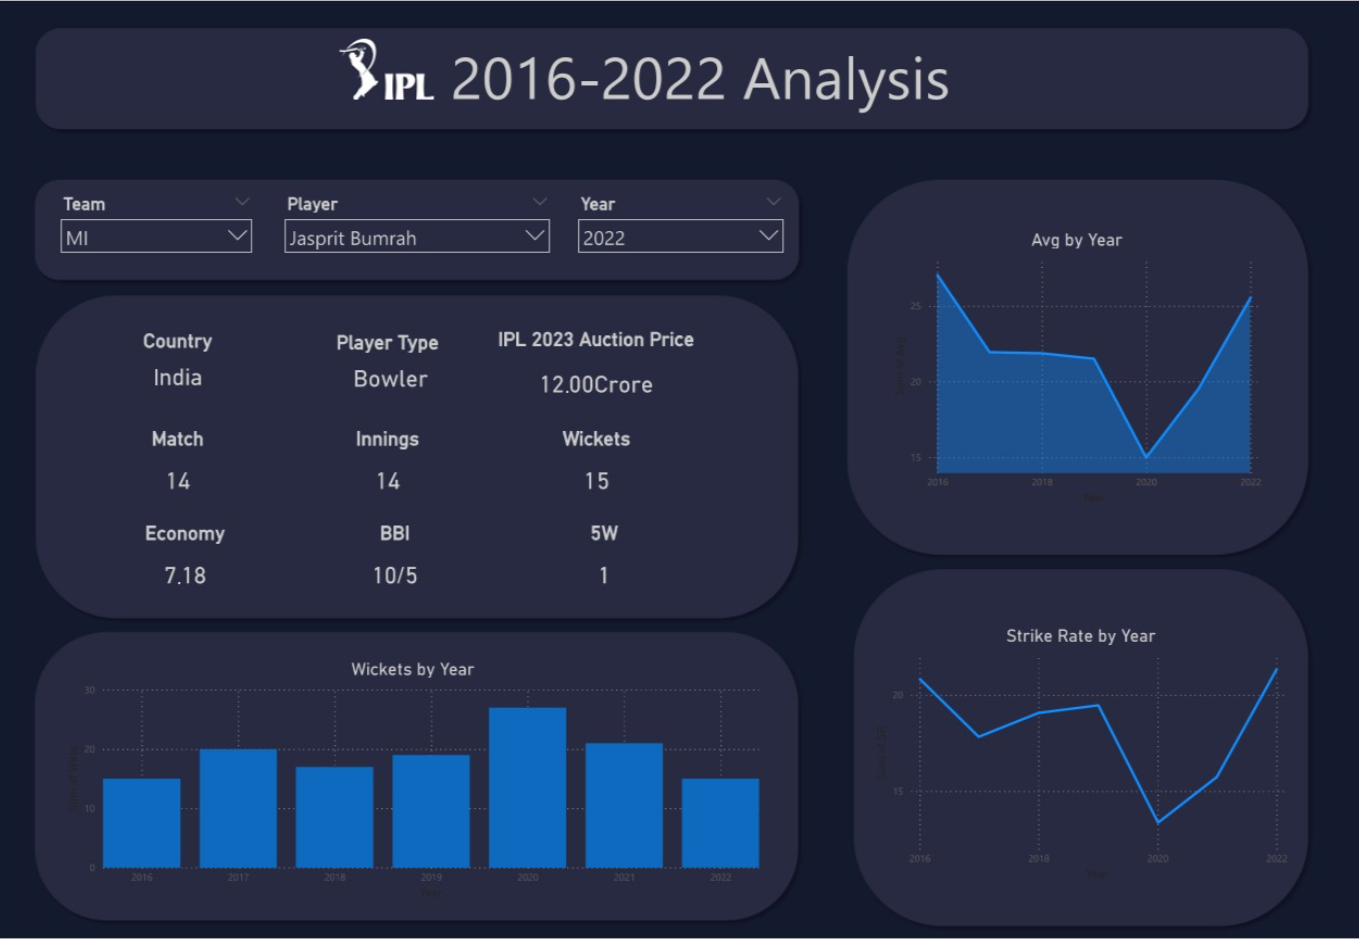 IPL 2016-2022 Analysis
Team Player Year
MI Jasprit Bumrah 2022
Country Player Type IPL 2023 Auction Price
India Bowler 12.00Crore
Match Innings Wickets
14 14 15
Economy BBI 5W
7.18 10/5 1
Wickets by Year
30
20
10
0
2016 2017 2018 2019 2020 2021 2022
Year
Avg by Year
25
20
15
2016 2018 2020 2022
Year
Strike Rate by Year
20
15
2016 2018 2020 2022
Year